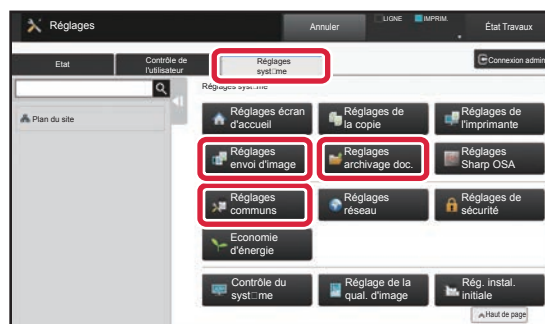 Réglages
Annuler
LIGNE
IMPRIM.
État Travaux
Etat
Contrôle de
l'utilisateur
Réglages
syst□me
Connexion admin
Réglages syst□me
Plan du site
Réglages écran
d'accueil
Réglages de
la copie
Réglages de
l'imprimante
Réglages
envoi d'image
Reglages
archivage doc.
Réglages
Sharp OSA
Réglages
communs
Réglages
réseau
Réglages de
sécurité
Economie
d'énergie
Contrôle du
syst□me
Réglage de la
qual. d'image
Rég. instal.
initiale
Haut de page